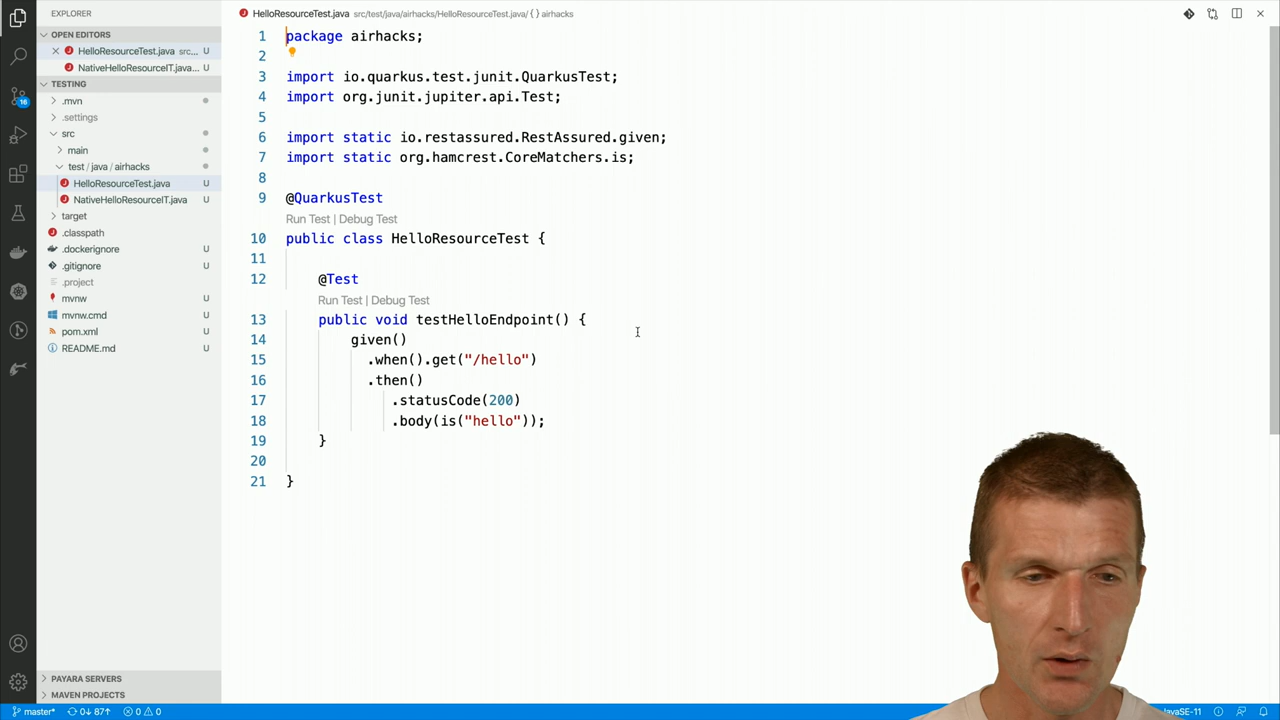 EXPLORER
OPEN EDITORS
HelloResourceTest.java src... U
NativeHelloResourceIT.java... U
TESTING
.mvn
.settings
src
main
test / java / airhacks
HelloResourceTest.java U
NativeHelloResourceIT.java U
target
.classpath
.dockerignore U
.gitignore U
.project
mvnw U
mvnw.cmd U
pom.xml U
README.md U
PAYARA SERVERS
MAVEN PROJECTS
16
HelloResourceTest.java src/test/java/airhacks/HelloResourceTest.java/ {} airhacks
1 package airhacks;
2
3 import io.quarkus.test.junit.QuarkusTest;
4 import org.junit.jupiter.api.Test;
5
6 import static io.restassured.RestAssured.given;
7 import static org.hamcrest.CoreMatchers.is;
8
9 @QuarkusTest
Run Test | Debug Test
10 public class HelloResourceTest {
11
12 @Test
Run Test | Debug Test
13 public void testHelloEndpoint() {
14 given()
15 .when().get("/hello")
16 .then()
17 .statusCode(200)
18 .body(is("hello"));
19 }
20
21 }
master* 0↓ 87↑ 0 0
JavaSE-11